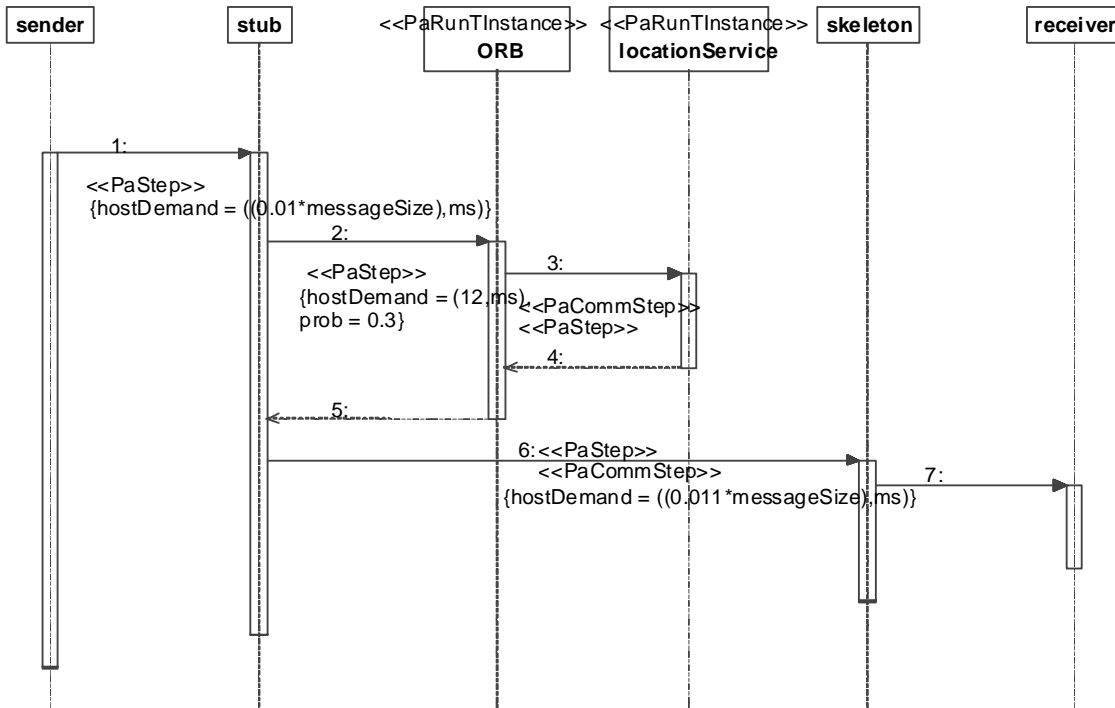 sender
stub
<<PaRunTInstance>>
ORB
<<PaRunTInstance>>
locationService
skeleton
receiver
1:
<<PaStep>>
{hostDemand = ((0.01*messageSize),ms)}
2:
<<PaStep>>
{hostDemand = (12,ms),
prob = 0.3}
3:
<<PaCommStep>>
<<PaStep>>
4:
5:
6:<<PaStep>>
<<PaCommStep>>
{hostDemand = ((0.011*messageSize),ms)}
7: